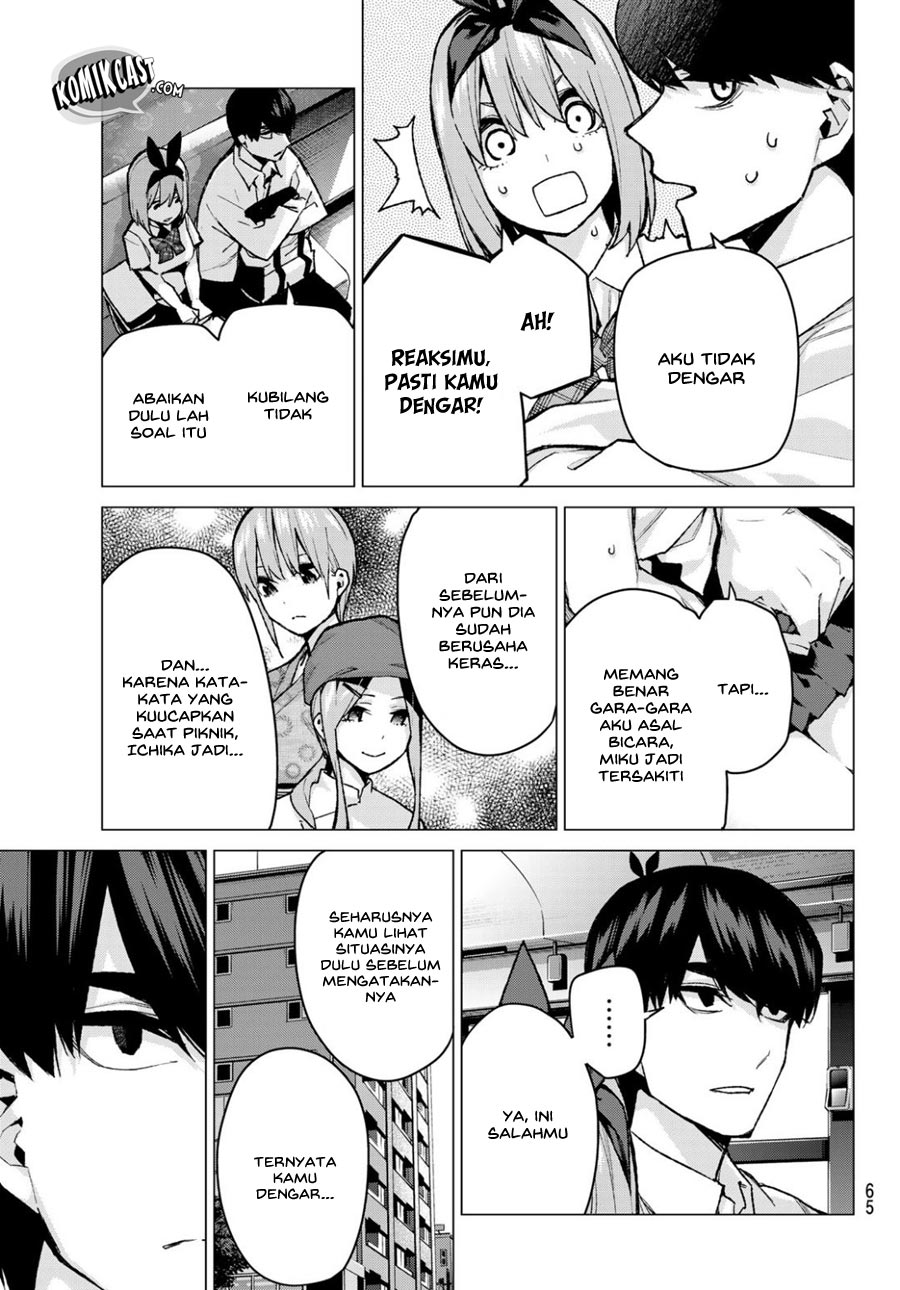 KOMIKCAST
.COM
AKU TIDAK
DENGAR
AH!
REAKSIMU,
PASTI KAMU
DENGAR!
KUBILANG
TIDAK
ABAIKAN
DULU LAH
SOAL ITU
TAPI...
MEMANG
BENAR
GARA-GARA
AKU ASAL
BICARA,
MIKU JADI
TERSAKITI
DARI
SEBELUM-
NYA PUN DIA
SUDAH
BERUSAHA
KERAS...
DAN...
KARENA KATA-
KATA YANG
KUUCAPKAN
SAAT PIKNIK,
ICHIKA JADI...
......
YA, INI
SALAHMU
SEHARUSNYA
KAMU LIHAT
SITUASINYA
DULU SEBELUM
MENGATAKAN-
NYA
TERNYATA
KAMU
DENGAR...
65